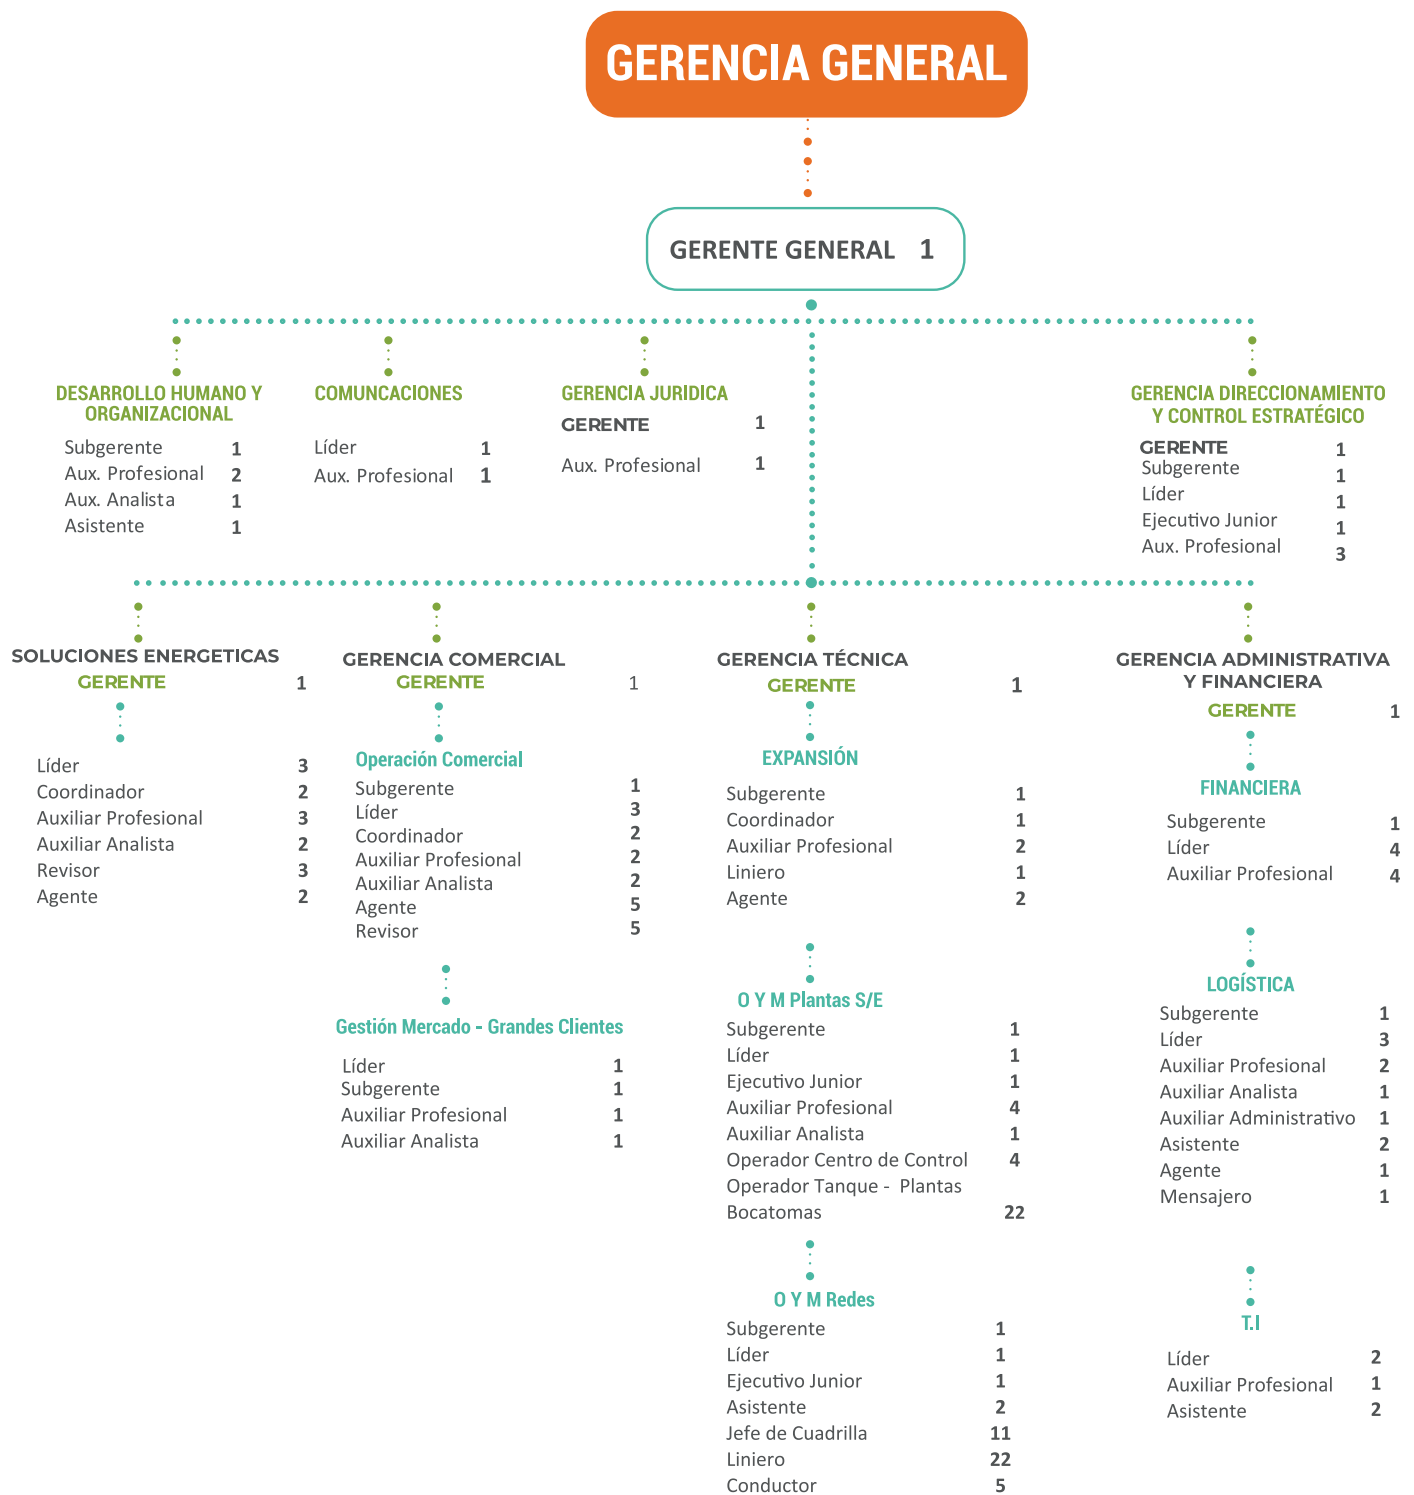 GERENCIA GENERAL
GERENTE GENERAL 1
DESARROLLO HUMANO Y
ORGANIZACIONAL
Subgerente 1
Aux. Profesional 2
Aux. Analista 1
Asistente 1
COMUNCACIONES
Líder 1
Aux. Profesional 1
GERENCIA JURIDICA
GERENTE 1
Aux. Profesional 1
GERENCIA DIRECCIONAMIENTO
Y CONTROL ESTRATÉGICO
GERENTE 1
Subgerente 1
Líder 1
Ejecutivo Junior 1
Aux. Profesional 3
SOLUCIONES ENERGETICAS
GERENTE 1
Líder 3
Coordinador 2
Auxiliar Profesional 3
Auxiliar Analista 2
Revisor 3
Agente 2
GERENCIA COMERCIAL
GERENTE 1
Operación Comercial
Subgerente 1
Líder 3
Coordinador 2
Auxiliar Profesional 2
Auxiliar Analista 2
Agente 5
Revisor 5
Gestión Mercado - Grandes Clientes
Líder 1
Subgerente 1
Auxiliar Profesional 1
Auxiliar Analista 1
GERENCIA TÉCNICA
GERENTE 1
EXPANSIÓN
Subgerente 1
Coordinador 1
Auxiliar Profesional 2
Liniero 1
Agente 2
O Y M Plantas S/E
Subgerente 1
Líder 1
Ejecutivo Junior 1
Auxiliar Profesional 4
Auxiliar Analista 1
Operador Centro de Control 4
Operador Tanque - Plantas
Bocatomas 22
O Y M Redes
Subgerente 1
Líder 1
Ejecutivo Junior 1
Asistente 2
Jefe de Cuadrilla 11
Liniero 22
Conductor 5
GERENCIA ADMINISTRATIVA
Y FINANCIERA
GERENTE 1
FINANCIERA
Subgerente 1
Líder 4
Auxiliar Profesional 4
LOGÍSTICA
Subgerente 1
Líder 3
Auxiliar Profesional 2
Auxiliar Analista 1
Auxiliar Administrativo 1
Asistente 2
Agente 1
Mensajero 1
T.I
Líder 2
Auxiliar Profesional 1
Asistente 2